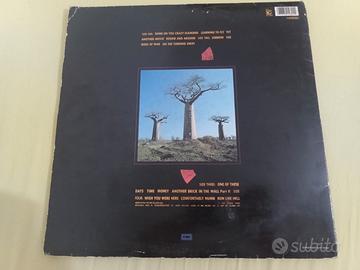 SIDE ONE SHINE ON YOU CRAZY DIAMOND LEARNING TO FLY YET
ANOTHER MOVIE ROUND AND AROUND SIDE TWO SORROW THE
DOGS OF WAR ON THE TURNING AWAY
SIDE THREE ONE OF THESE
DAYS TIME MONEY ANOTHER BRICK IN THE WALL Part II SIDE
FOUR WISH YOU WERE HERE COMFORTABLY NUMB RUN LIKE HELL
EMI
subito